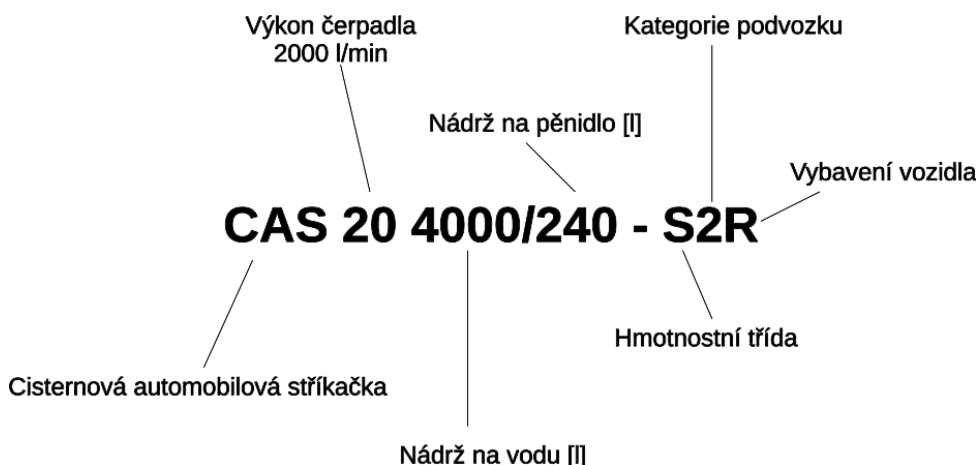 Výkon čerpadla
2000 l/min
Kategorie podvozku
Nádrž na pěnidlo [l]
Vybavení vozidla
CAS 20 4000/240 - S2R
Hmotnostní třída
Cisternová automobilová stříkačka
Nádrž na vodu [l]